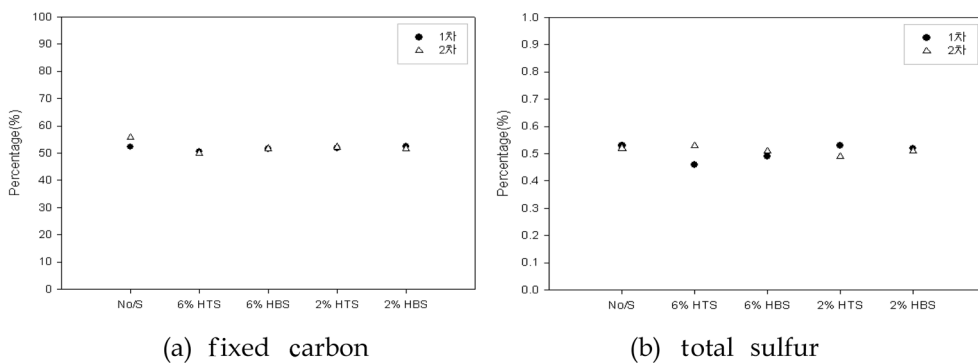 100
90
80
70
60
50
40
30
20
10
0
Percentage(%)
No/S 6% HTS 6% HBS 2% HTS 2% HBS
1차
2차
(a) fixed carbon
1.0
0.9
0.8
0.7
0.6
0.5
0.4
0.3
0.2
0.1
0.0
Percentage(%)
No/S 6% HTS 6% HBS 2% HTS 2% HBS
1차
2차
(b) total sulfur